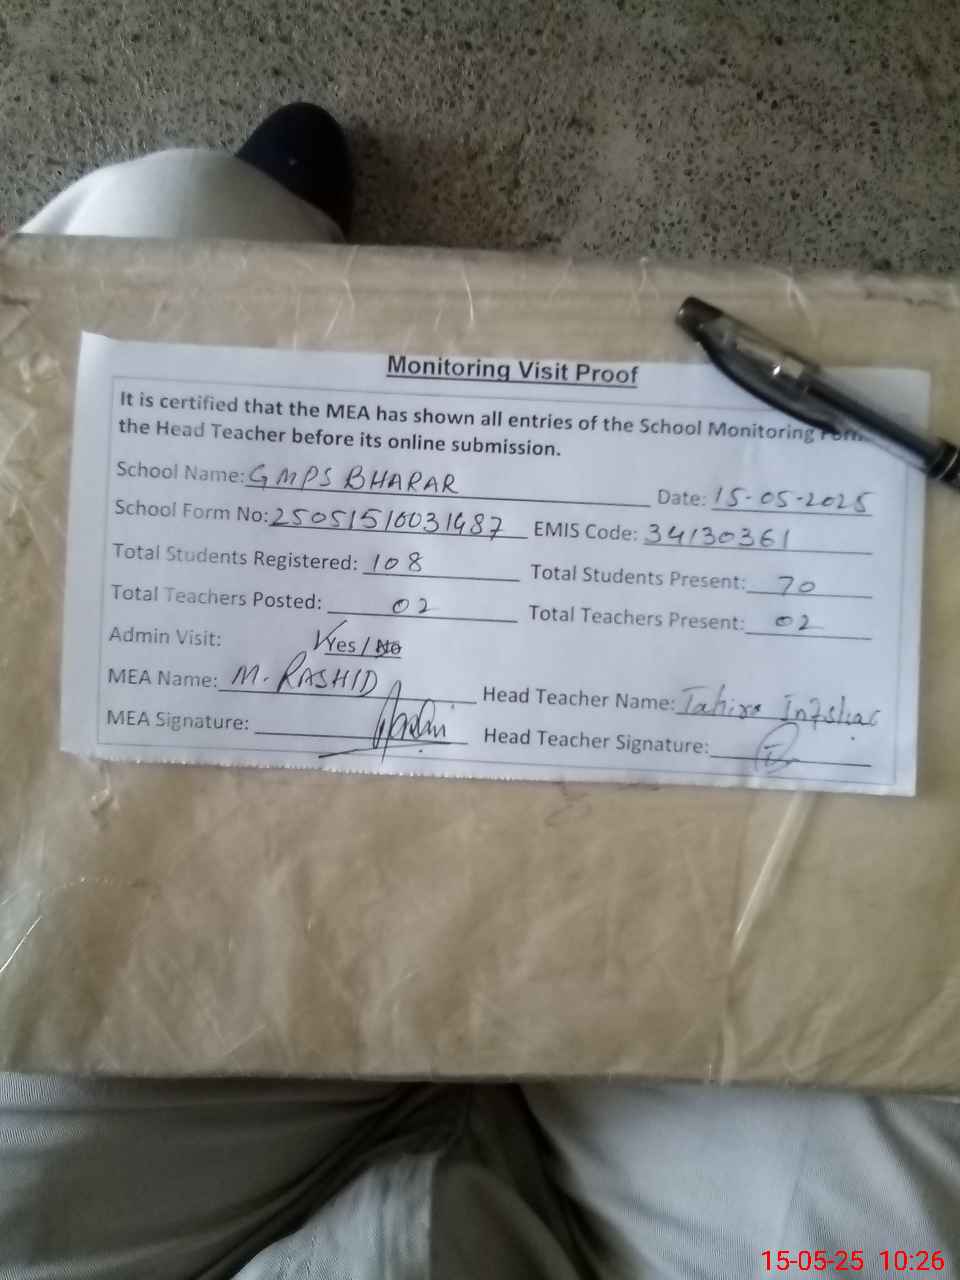 Monitoring Visit Proof
It is certified that the MEA has shown all entries of the School Monitoring Form
the Head Teacher before its online submission.
School Name: GMPS BHARAR Date: 15-05-2025
School Form No: EMIS Code: 34130361
Total Students Registered: 108 Total Students Present: 70
Total Teachers Posted: 02 Total Teachers Present: 02
Admin Visit: Yes / No
MEA Name: M. RASHID Head Teacher Name: Tahira
MEA Signature: Head Teacher Signature:
15-05-25 10:26